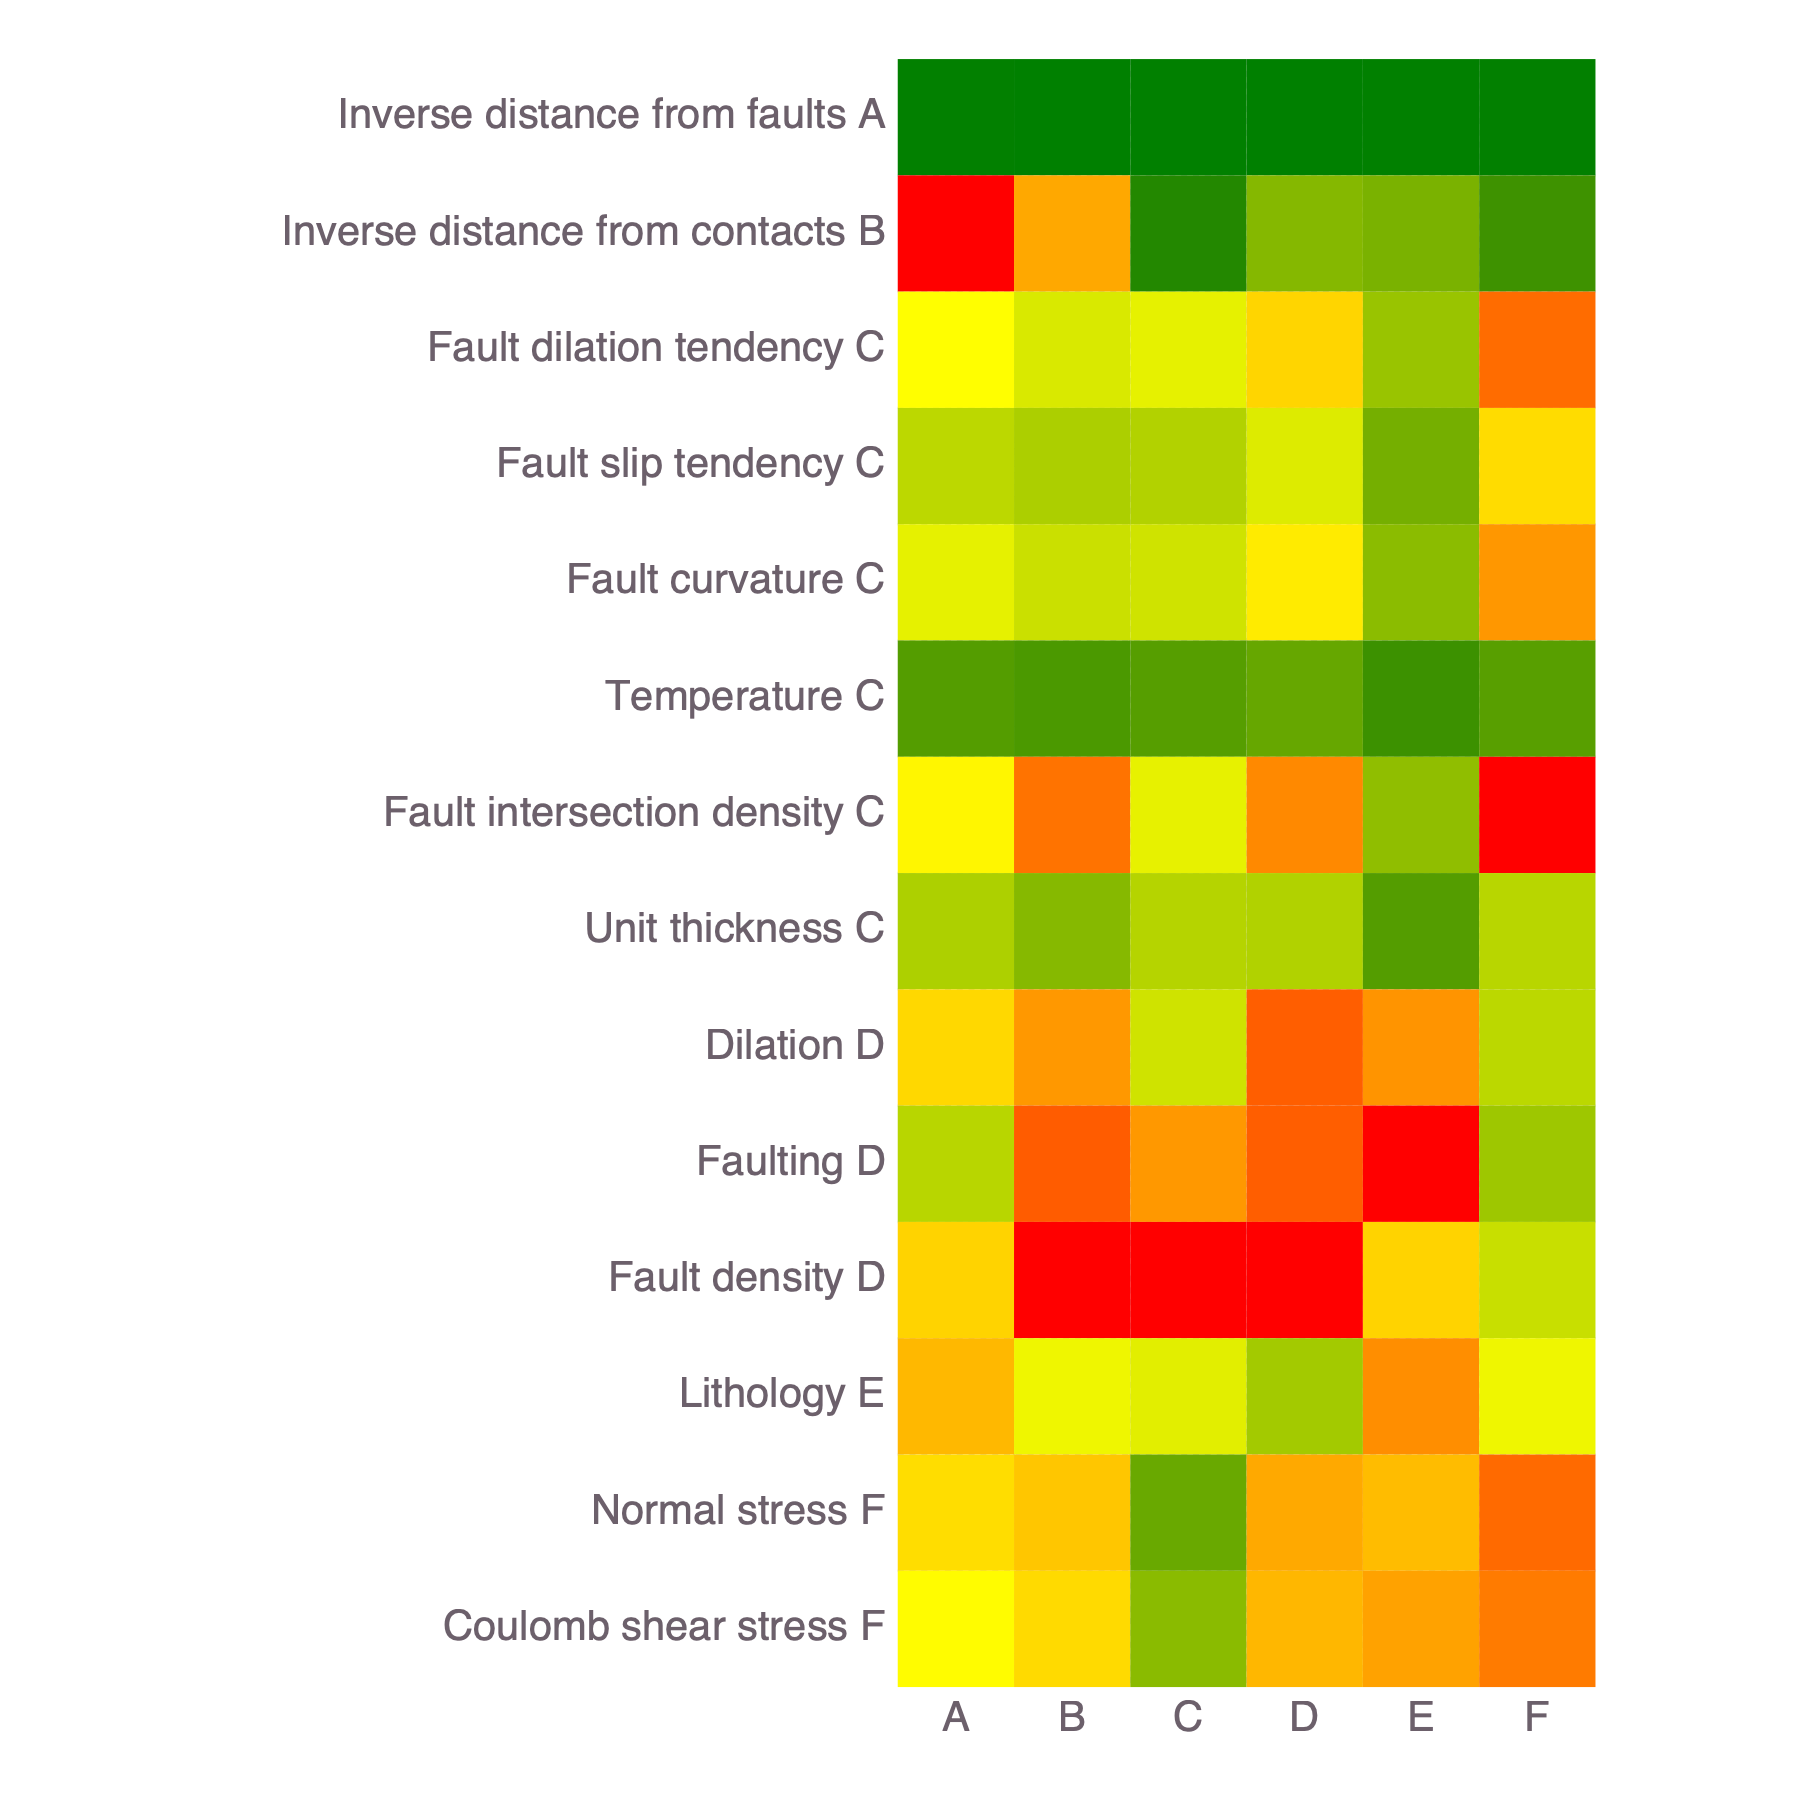 Inverse distance from faults A
Inverse distance from contacts B
Fault dilation tendency C
Fault slip tendency C
Fault curvature C
Temperature C
Fault intersection density C
Unit thickness C
Dilation D
Faulting D
Fault density D
Lithology E
Normal stress F
Coulomb shear stress F
A B C D E F